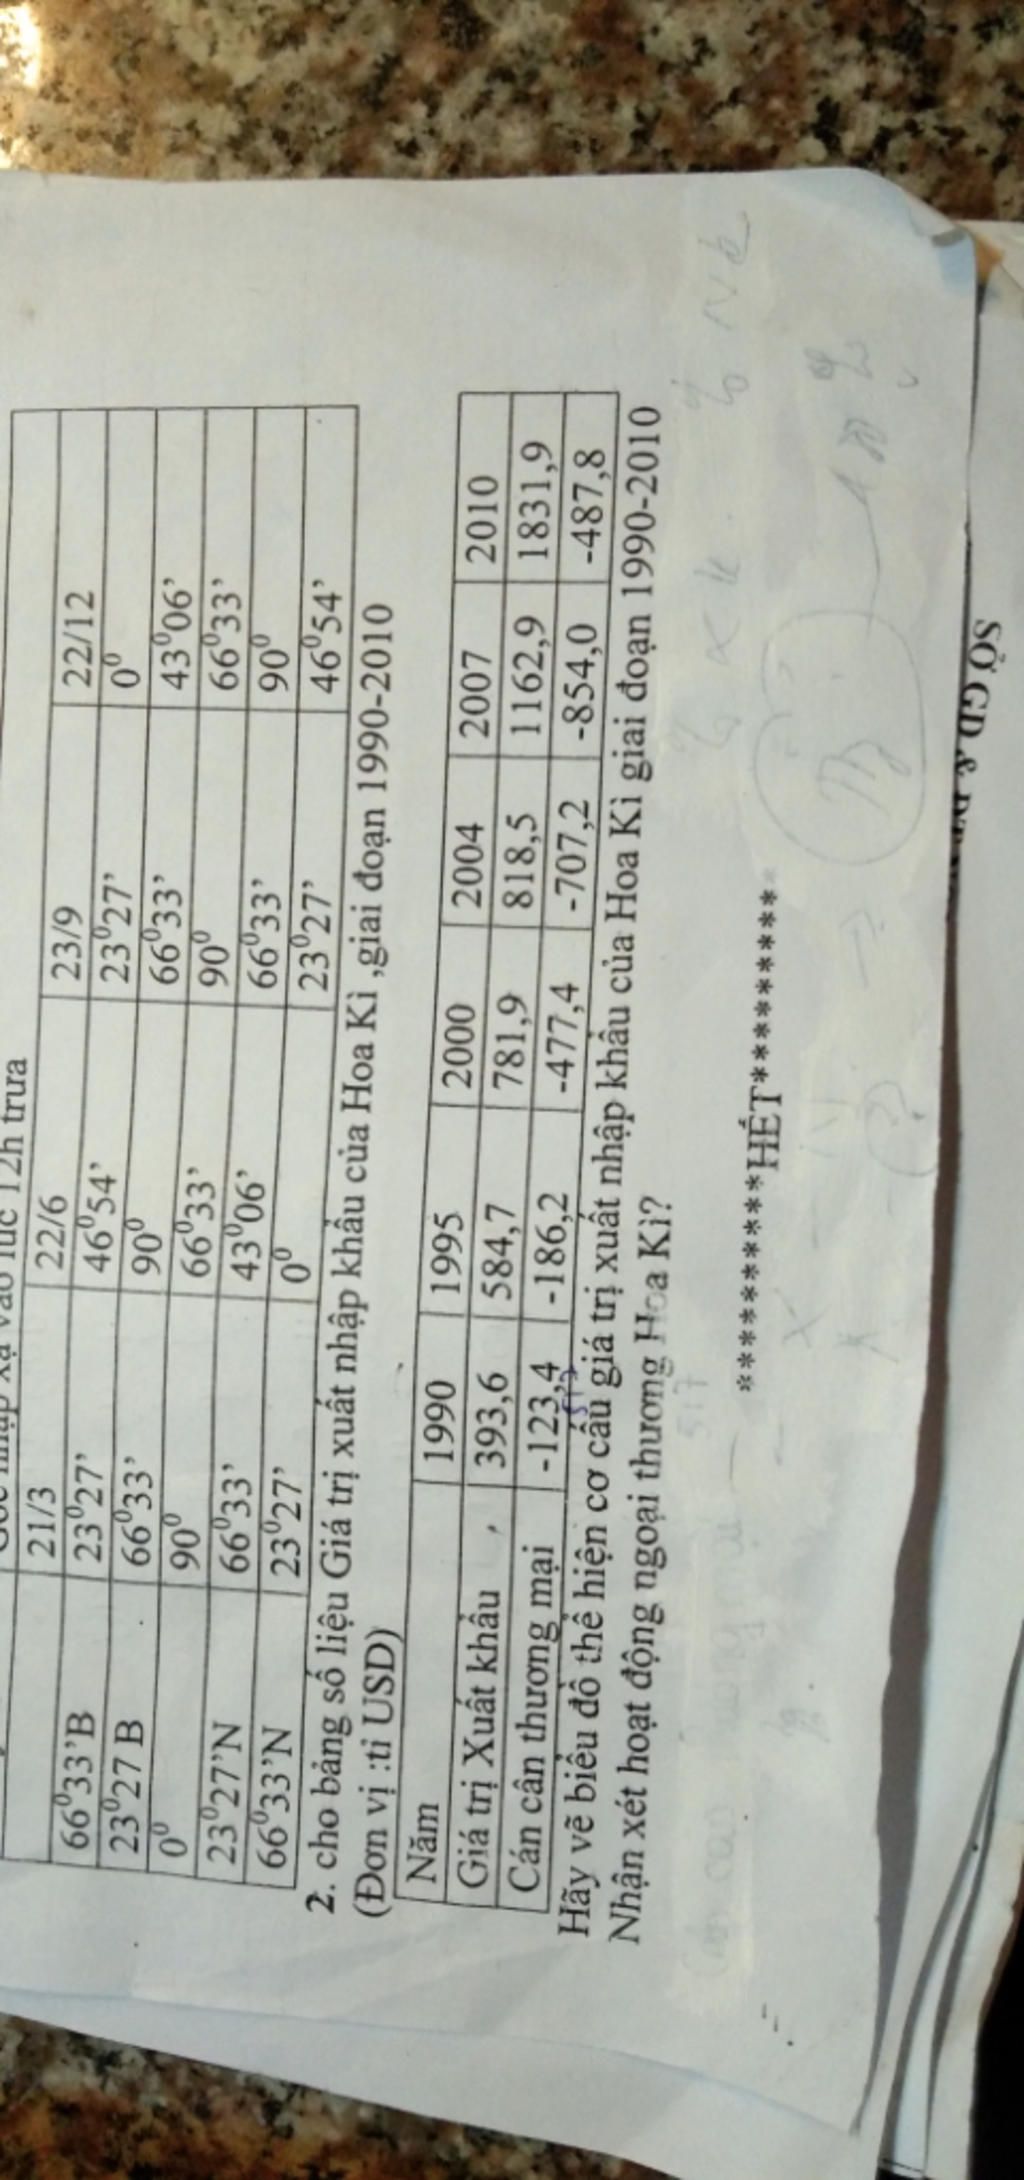 vào lúc 12h trưa
21/3 22/6 23/9 22/12
66⁰33’B 23⁰27’ 46⁰54’ 23⁰27’ 0⁰
23⁰27 B 66⁰33’ 90⁰ 66⁰33’ 43⁰06’
0⁰ 90⁰ 66⁰33’ 90⁰ 66⁰33’
23⁰27’N 66⁰33’ 43⁰06’ 66⁰33’ 90⁰
66⁰33’N 23⁰27’ 0⁰ 23⁰27’ 46⁰54’
2. cho bảng số liệu Giá trị xuất nhập khẩu của Hoa Kì ,giai đoạn 1990-2010
(Đơn vị :tỉ USD)
Năm 1990 1995 2000 2004 2007 2010
Giá trị Xuất khẩu 393,6 584,7 781,9 818,5 1162,9 1831,9
Cán cân thương mại -123,4 -186,2 -477,4 -707,2 -854,0 -487,8
Hãy vẽ biểu đồ thể hiện cơ cấu giá trị xuất nhập khẩu của Hoa Kì giai đoạn 1990-2010
Nhận xét hoạt động ngoại thương Hoa Kì?
517
**********HẾT************
% XK % NK
SỞ GD &